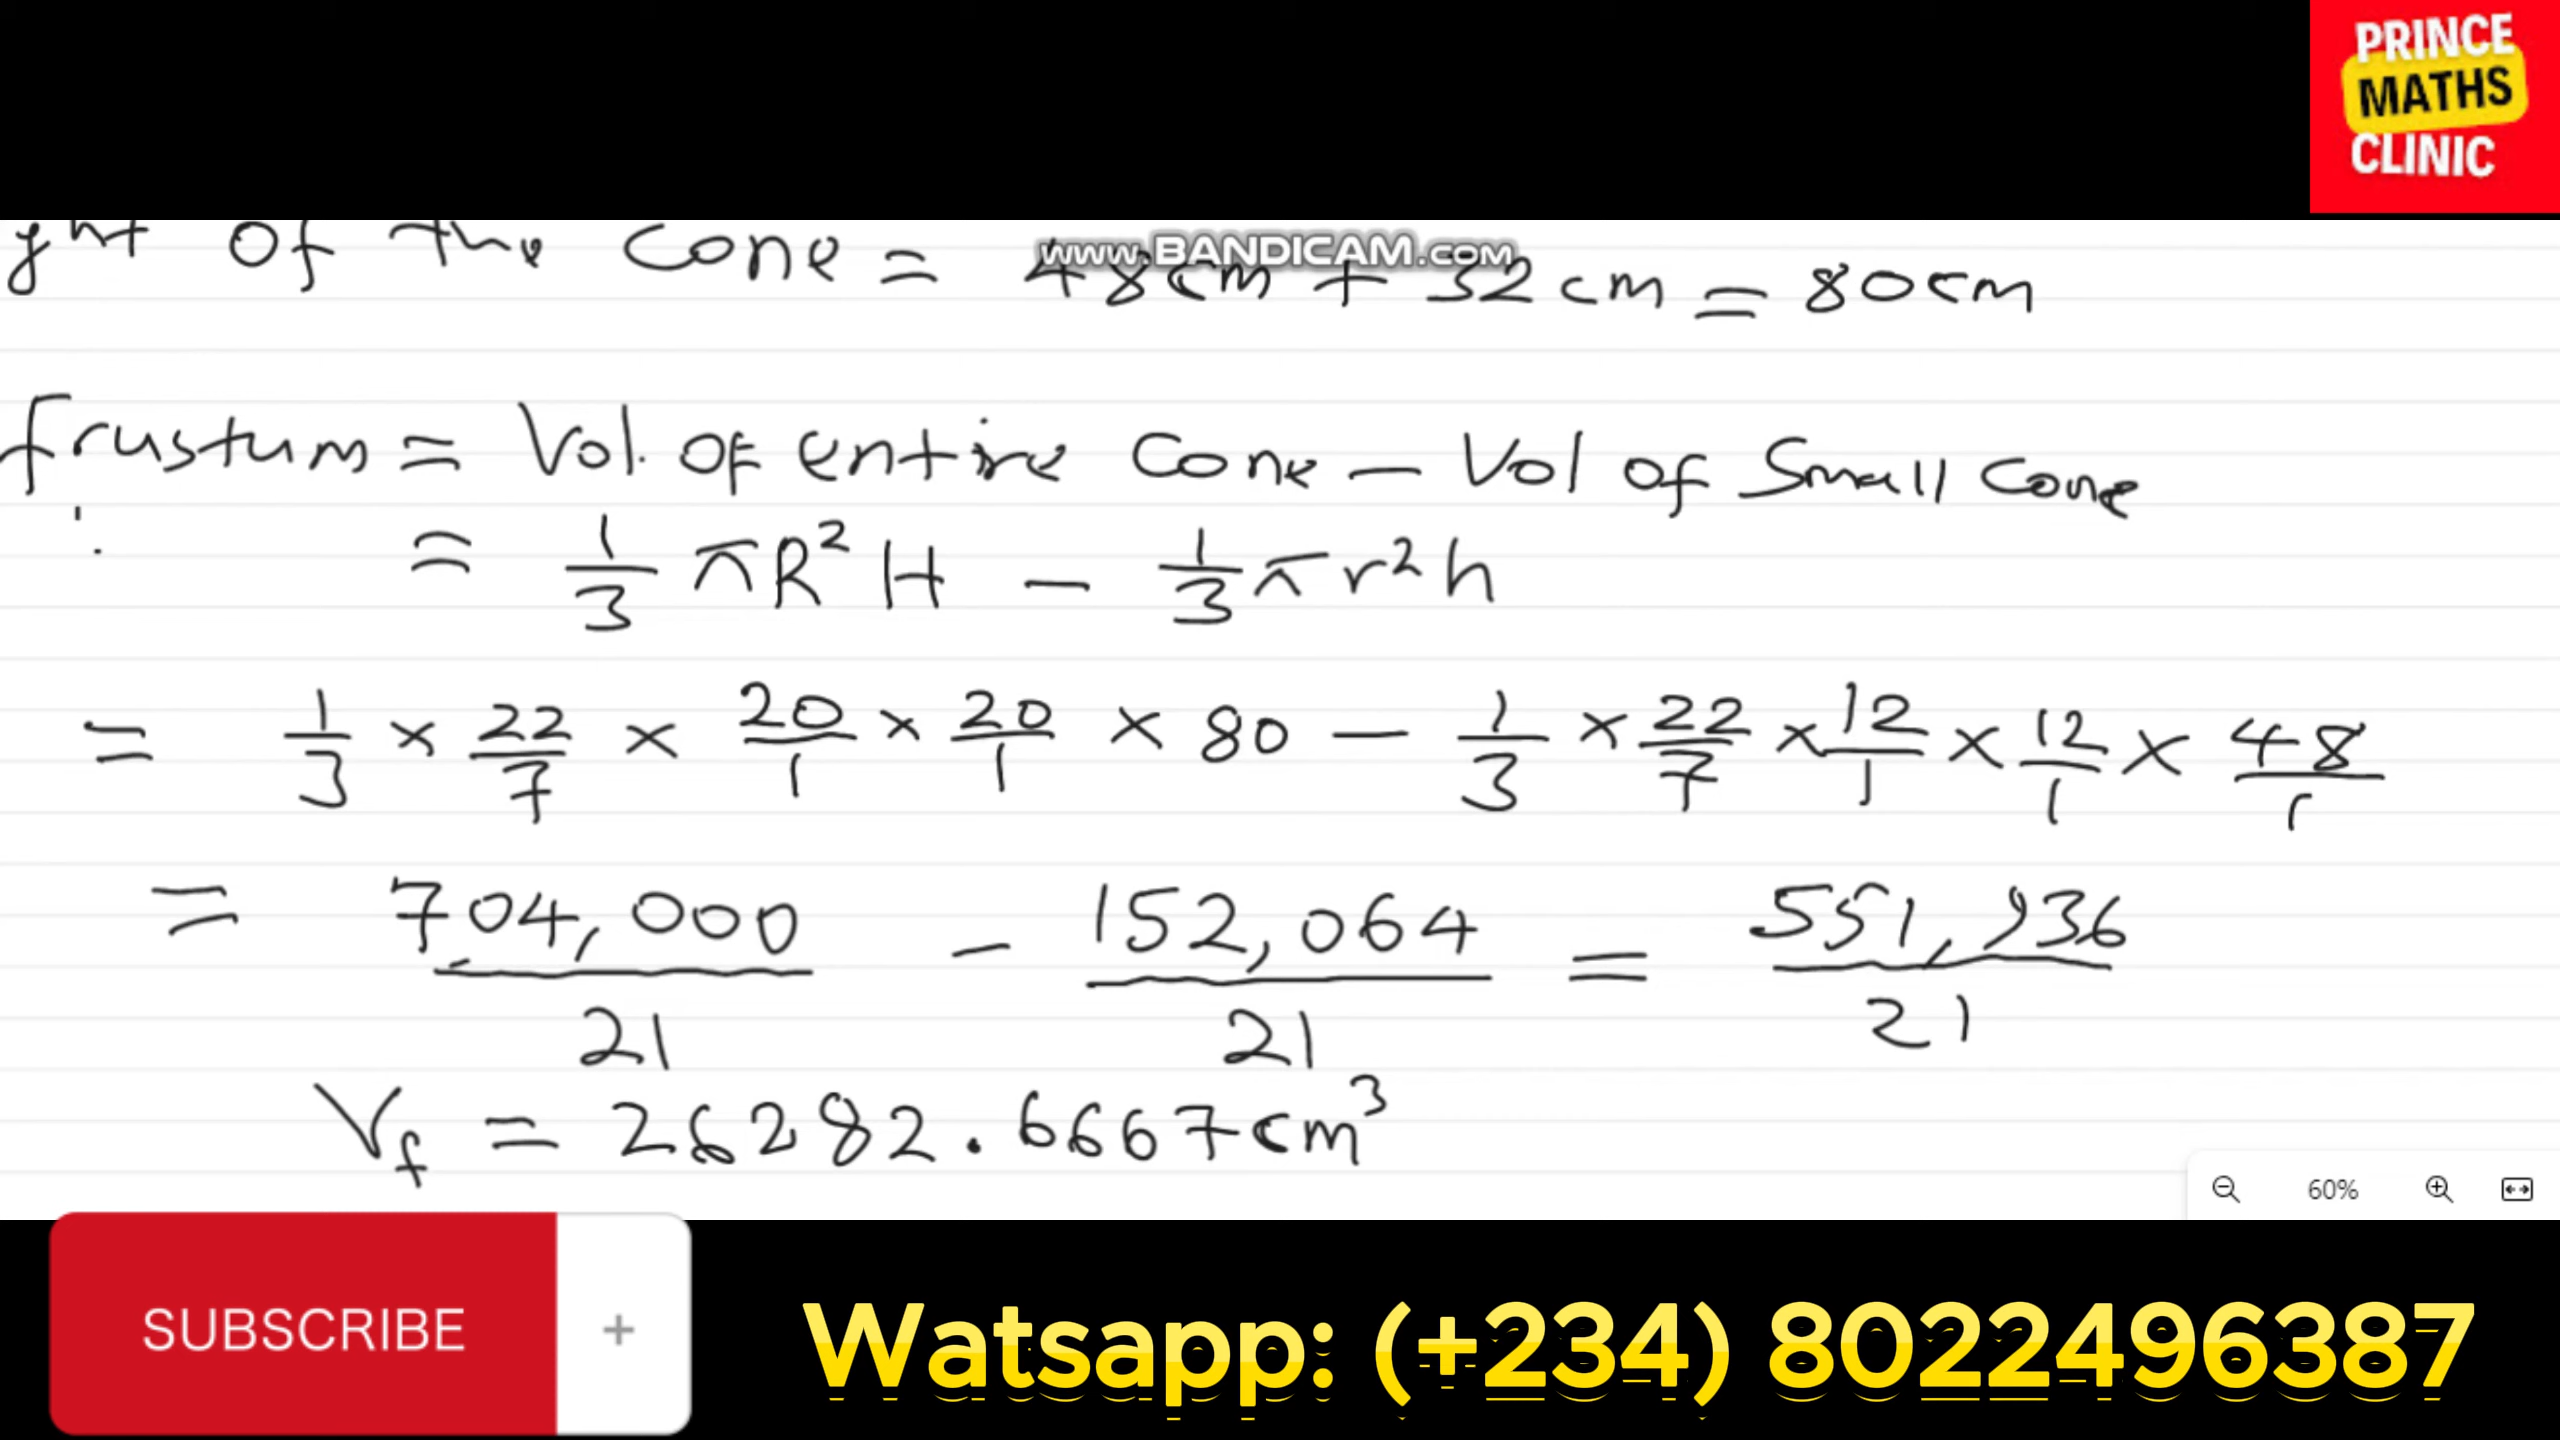 PRINCE
MATHS
CLINIC
www.BANDICAM.com
ght of the Cone = 48cm + 32cm = 80cm
frustum = Vol. of entire Cone – Vol of Small Cone
= 1/3 πR² H – 1/3 πr²h
= 1/3 × 22/7 × 20/1 × 20/1 × 80 – 1/3 × 22/7 × 12/1 × 12/1 × 48/1
= 704,000/21 – 152,064/21 = 551,936/21
Vf = 26282.6667cm³
60%
SUBSCRIBE +
Watsapp: (+234) 8022496387